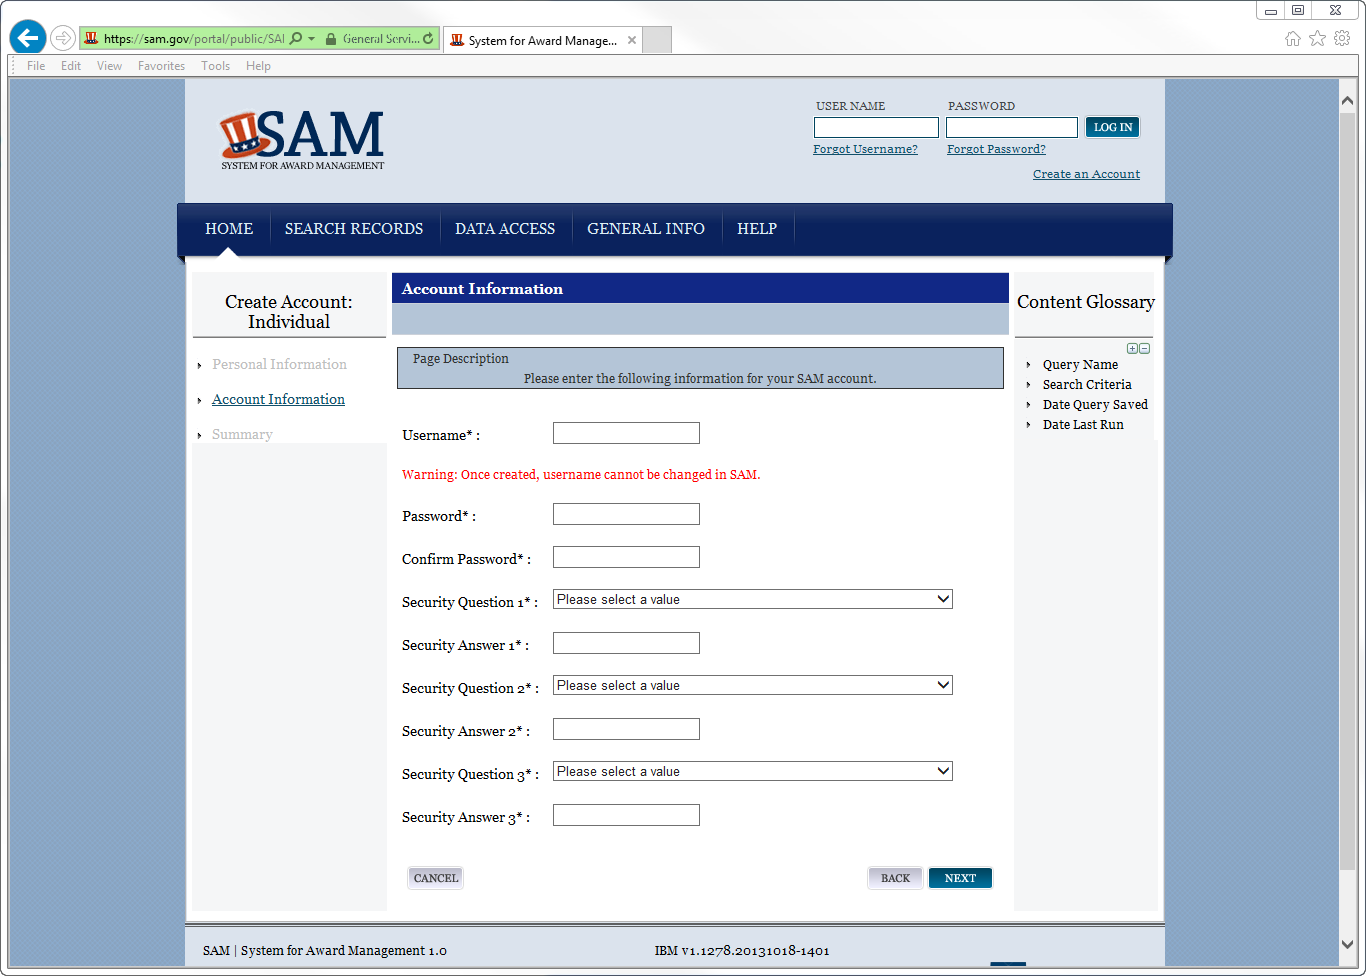 https://sam.gov/portal/public/SAI
General Servi...
System for Award Manage...
File Edit View Favorites Tools Help
SAM
SYSTEM FOR AWARD MANAGEMENT
USER NAME PASSWORD
LOG IN
Forgot Username? Forgot Password?
Create an Account
HOME SEARCH RECORDS DATA ACCESS GENERAL INFO HELP
Create Account:
Individual
Personal Information
Account Information
Summary
Account Information
Page Description
Please enter the following information for your SAM account.
Username* :
Warning: Once created, username cannot be changed in SAM.
Password* :
Confirm Password* :
Security Question 1* : Please select a value
Security Answer 1* :
Security Question 2* : Please select a value
Security Answer 2* :
Security Question 3* : Please select a value
Security Answer 3* :
CANCEL BACK NEXT
Content Glossary
Query Name
Search Criteria
Date Query Saved
Date Last Run
SAM | System for Award Management 1.0 IBM v1.1278.20131018-1401